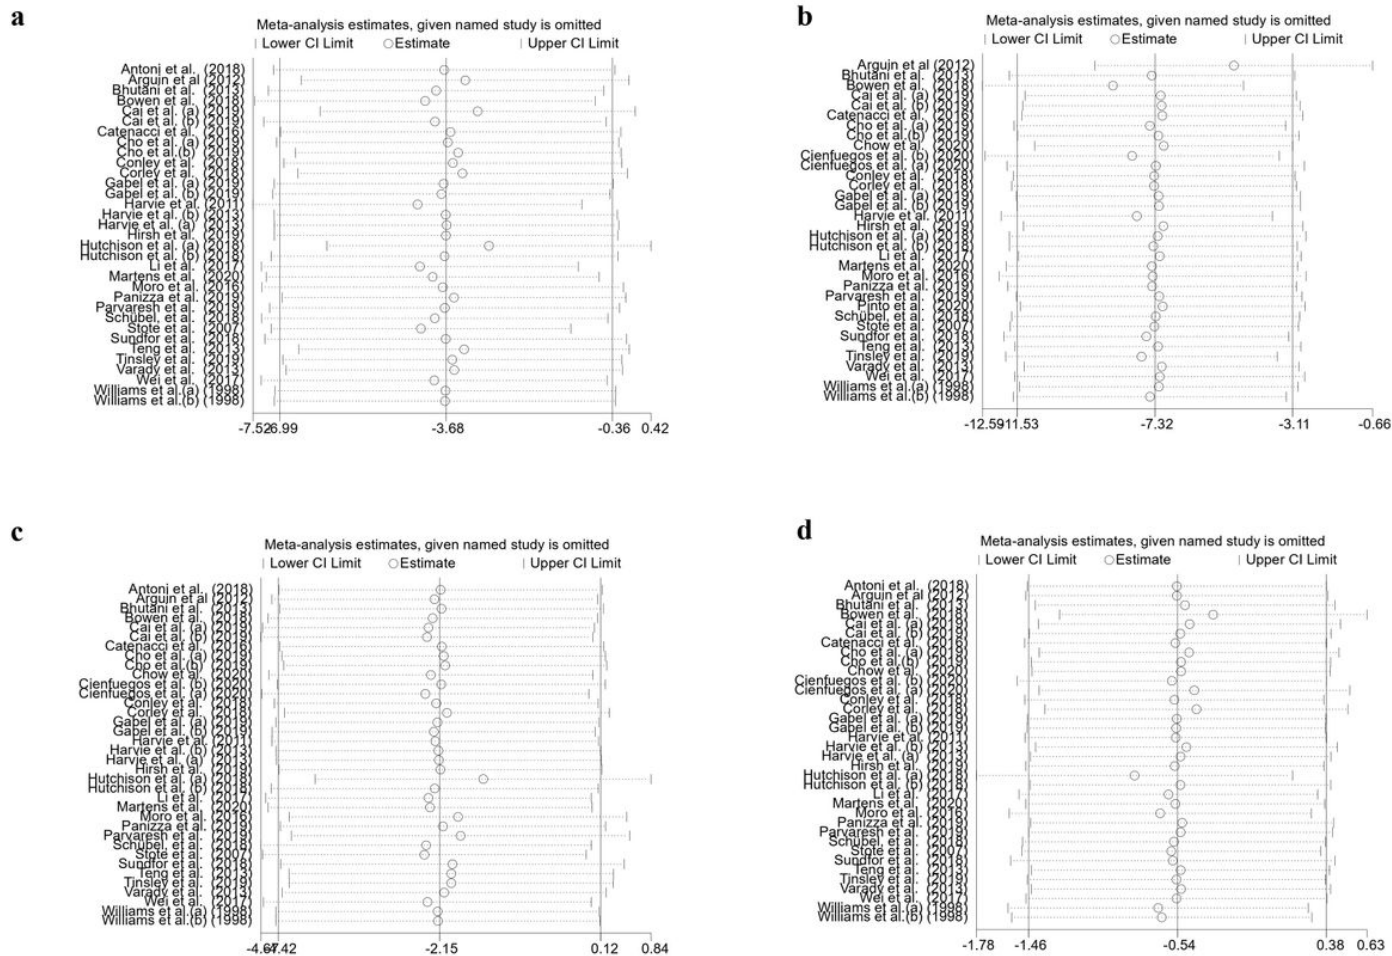 a
Meta-analysis estimates, given named study is omitted
Lower CI Limit Estimate Upper CI Limit
Antoni et al. (2018)
Arguin et al (2012)
Bhutani et al. (2013)
Bowen et al. (2018)
Cai et al. (a) (2019)
Cai et al. (b) (2019)
Catenacci et al. (2016)
Cho et al. (a) (2019)
Cho et al.(b) (2019)
Conley et al. (2018)
Corley et al. (2018)
Gabel et al. (a) (2019)
Gabel et al. (b) (2019)
Harvie et al. (2011)
Harvie et al. (b) (2013)
Harvie et al. (a) (2013)
Hirsh et al. (2019)
Hutchison et al. (a) (2018)
Hutchison et al. (b) (2018)
Li et al. (2017)
Martens et al. (2020)
Moro et al. (2016)
Panizza et al. (2019)
Parvaresh et al. (2019)
Schübel, et al. (2018)
Stote et al. (2007)
Sundfor et al. (2018)
Teng et al. (2013)
Tinsley et al. (2019)
Varady et al. (2013)
Wei et al. (2017)
Williams et al.(a) (1998)
Williams et al.(b) (1998)
-7.52 -6.99 -3.68 -0.36 0.42
b
Meta-analysis estimates, given named study is omitted
Lower CI Limit Estimate Upper CI Limit
Arguin et al (2012)
Bhutani et al. (2013)
Bowen et al. (2018)
Cai et al. (a) (2019)
Cai et al. (b) (2019)
Catenacci et al. (2016)
Cho et al. (a) (2019)
Cho et al.(b) (2019)
Chow et al. (2020)
Cienfuegos et al. (b) (2020)
Cienfuegos et al. (a) (2020)
Conley et al. (2018)
Corley et al. (2018)
Gabel et al. (a) (2019)
Gabel et al. (b) (2019)
Harvie et al. (2011)
Hirsh et al. (2019)
Hutchison et al. (a) (2018)
Hutchison et al. (b) (2018)
Li et al. (2017)
Martens et al. (2020)
Moro et al. (2016)
Panizza et al. (2019)
Parvaresh et al. (2019)
Pinto et al. (2020)
Schübel, et al. (2018)
Stote et al. (2007)
Sundfor et al. (2018)
Teng et al. (2013)
Tinsley et al. (2019)
Varady et al. (2013)
Wei et al. (2017)
Williams et al.(a) (1998)
Williams et al.(b) (1998)
-12.59 -11.53 -7.32 -3.11 -0.66
c
Meta-analysis estimates, given named study is omitted
Lower CI Limit Estimate Upper CI Limit
Antoni et al. (2018)
Arguin et al (2012)
Bhutani et al. (2013)
Bowen et al. (2018)
Cai et al. (a) (2019)
Cai et al. (b) (2019)
Catenacci et al. (2016)
Cho et al. (a) (2019)
Cho et al.(b) (2019)
Chow et al. (2020)
Cienfuegos et al. (b) (2020)
Cienfuegos et al. (a) (2020)
Conley et al. (2018)
Corley et al. (2018)
Gabel et al. (a) (2019)
Gabel et al. (b) (2019)
Harvie et al. (2011)
Harvie et al. (b) (2013)
Harvie et al. (a) (2013)
Hirsh et al. (2019)
Hutchison et al. (a) (2018)
Hutchison et al. (b) (2018)
Li et al. (2017)
Martens et al. (2020)
Moro et al. (2016)
Panizza et al. (2019)
Parvaresh et al. (2019)
Schübel, et al. (2018)
Stote et al. (2007)
Sundfor et al. (2018)
Teng et al. (2013)
Tinsley et al. (2019)
Varady et al. (2013)
Wei et al. (2017)
Williams et al.(a) (1998)
Williams et al.(b) (1998)
-2.15 0.12 0.84
d
Meta-analysis estimates, given named study is omitted
Lower CI Limit Estimate Upper CI Limit
Antoni et al. (2018)
Arguin et al (2012)
Bhutani et al. (2013)
Bowen et al. (2018)
Cai et al. (a) (2019)
Cai et al. (b) (2019)
Catenacci et al. (2016)
Cho et al. (a) (2019)
Cho et al.(b) (2019)
Chow et al. (2020)
Cienfuegos et al. (b) (2020)
Cienfuegos et al. (a) (2020)
Conley et al. (2018)
Corley et al. (2018)
Gabel et al. (a) (2019)
Gabel et al. (b) (2019)
Harvie et al. (2011)
Harvie et al. (b) (2013)
Harvie et al. (a) (2013)
Hirsh et al. (2019)
Hutchison et al. (a) (2018)
Hutchison et al. (b) (2018)
Li et al. (2017)
Martens et al. (2020)
Moro et al. (2016)
Panizza et al. (2019)
Parvaresh et al. (2019)
Schübel, et al. (2018)
Stote et al. (2007)
Sundfor et al. (2018)
Teng et al. (2013)
Tinsley et al. (2019)
Varady et al. (2013)
Wei et al. (2017)
Williams et al.(a) (1998)
Williams et al.(b) (1998)
-1.78 -1.46 -0.54 0.38 0.63